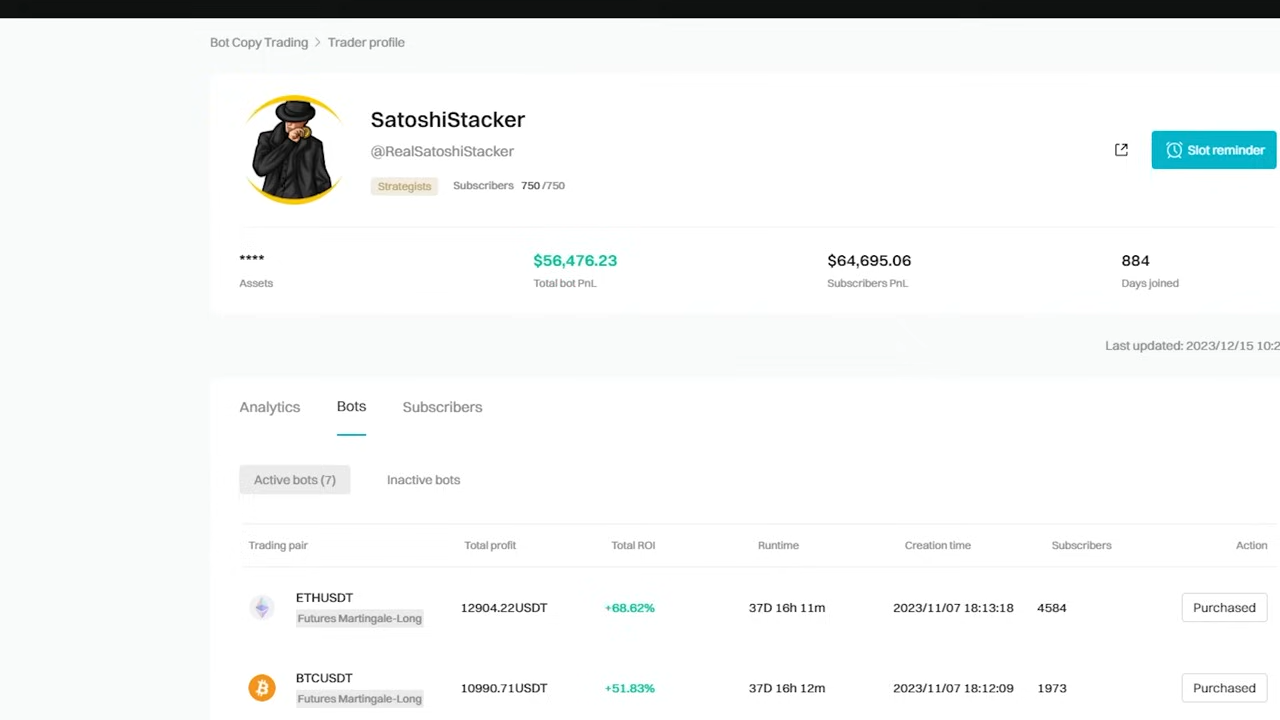 Bot Copy Trading > Trader profile
SatoshiStacker
@RealSatoshiStacker
Slot reminder
Strategists Subscribers 750/750
**** $56,476.23 $64,695.06 884
Assets Total bot PnL Subscribers PnL Days joined
Last updated: 2023/12/15 10:2
Analytics Bots Subscribers
Active bots (7) Inactive bots
Trading pair Total profit Total ROI Runtime Creation time Subscribers Action
ETHUSDT
Futures Martingale-Long
12904.22USDT +68.62% 37D 16h 11m 2023/11/07 18:13:18 4584 Purchased
BTCUSDT
Futures Martingale-Long
10990.71USDT +51.83% 37D 16h 12m 2023/11/07 18:12:09 1973 Purchased